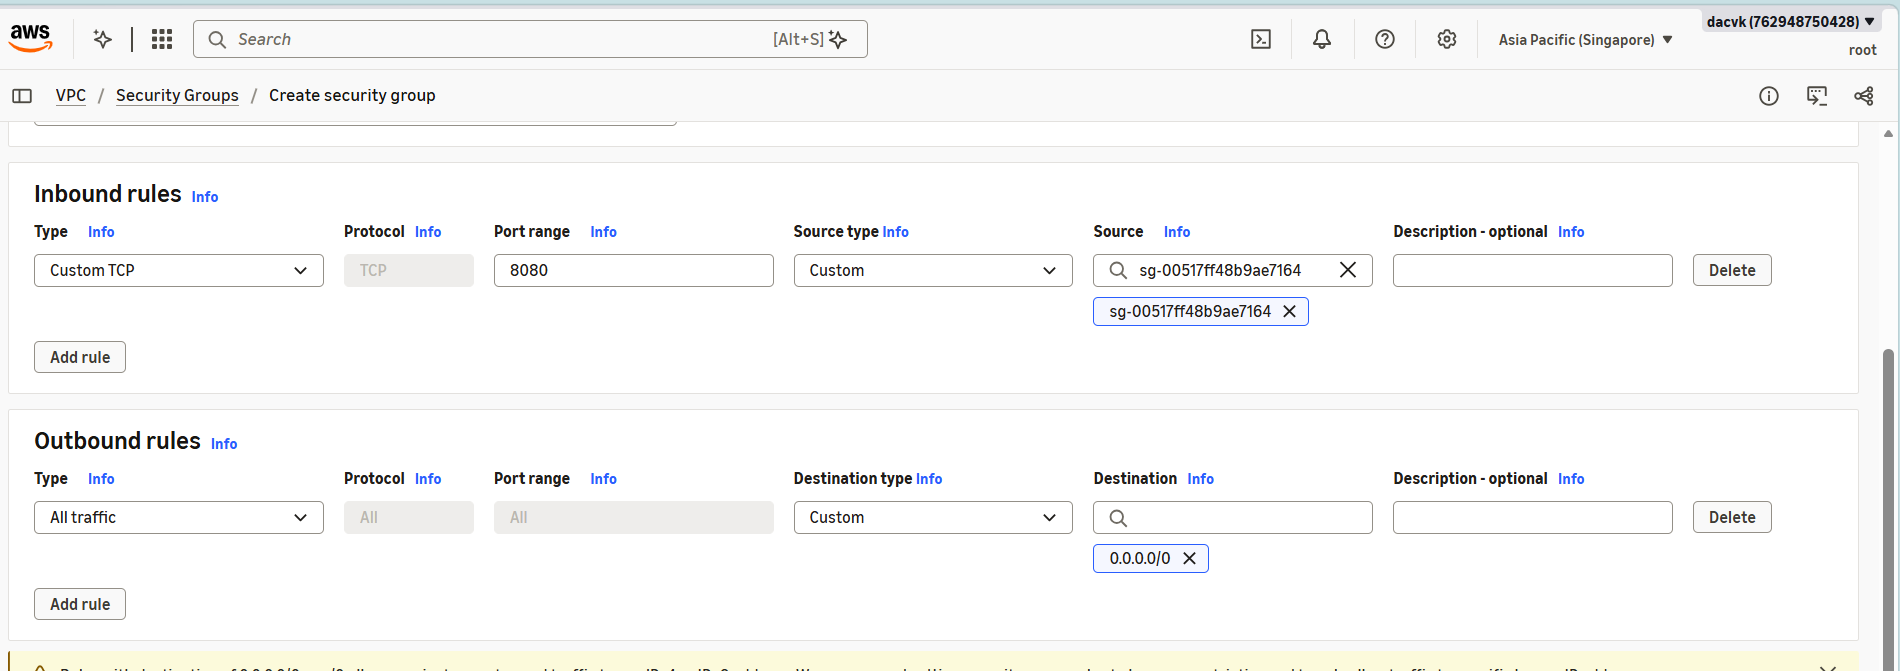 aws
Search [Alt+S]
Asia Pacific (Singapore)
dacvk (762948750428)
root
VPC / Security Groups / Create security group
Inbound rules Info
Type Info Protocol Info Port range Info Source type Info Source Info Description - optional Info
Custom TCP TCP 8080 Custom sg-00517ff48b9ae7164 Delete
sg-00517ff48b9ae7164
Add rule
Outbound rules Info
Type Info Protocol Info Port range Info Destination type Info Destination Info Description - optional Info
All traffic All All Custom Delete
0.0.0.0/0
Add rule